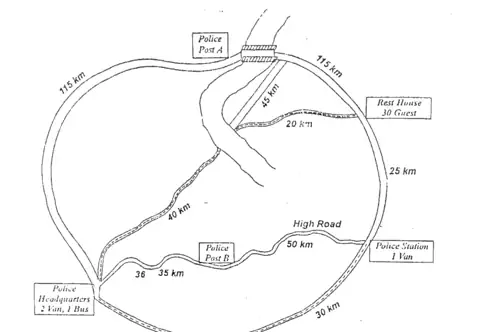 Police
Post A
115 km
115 km
45 km
Rest House
30 Guest
20 km
25 km
40 km
High Road
Police
Post B
50 km
Police Station
1 Van
36
35 km
Police
Headquarters
2 Van, 1 Bus
30 km